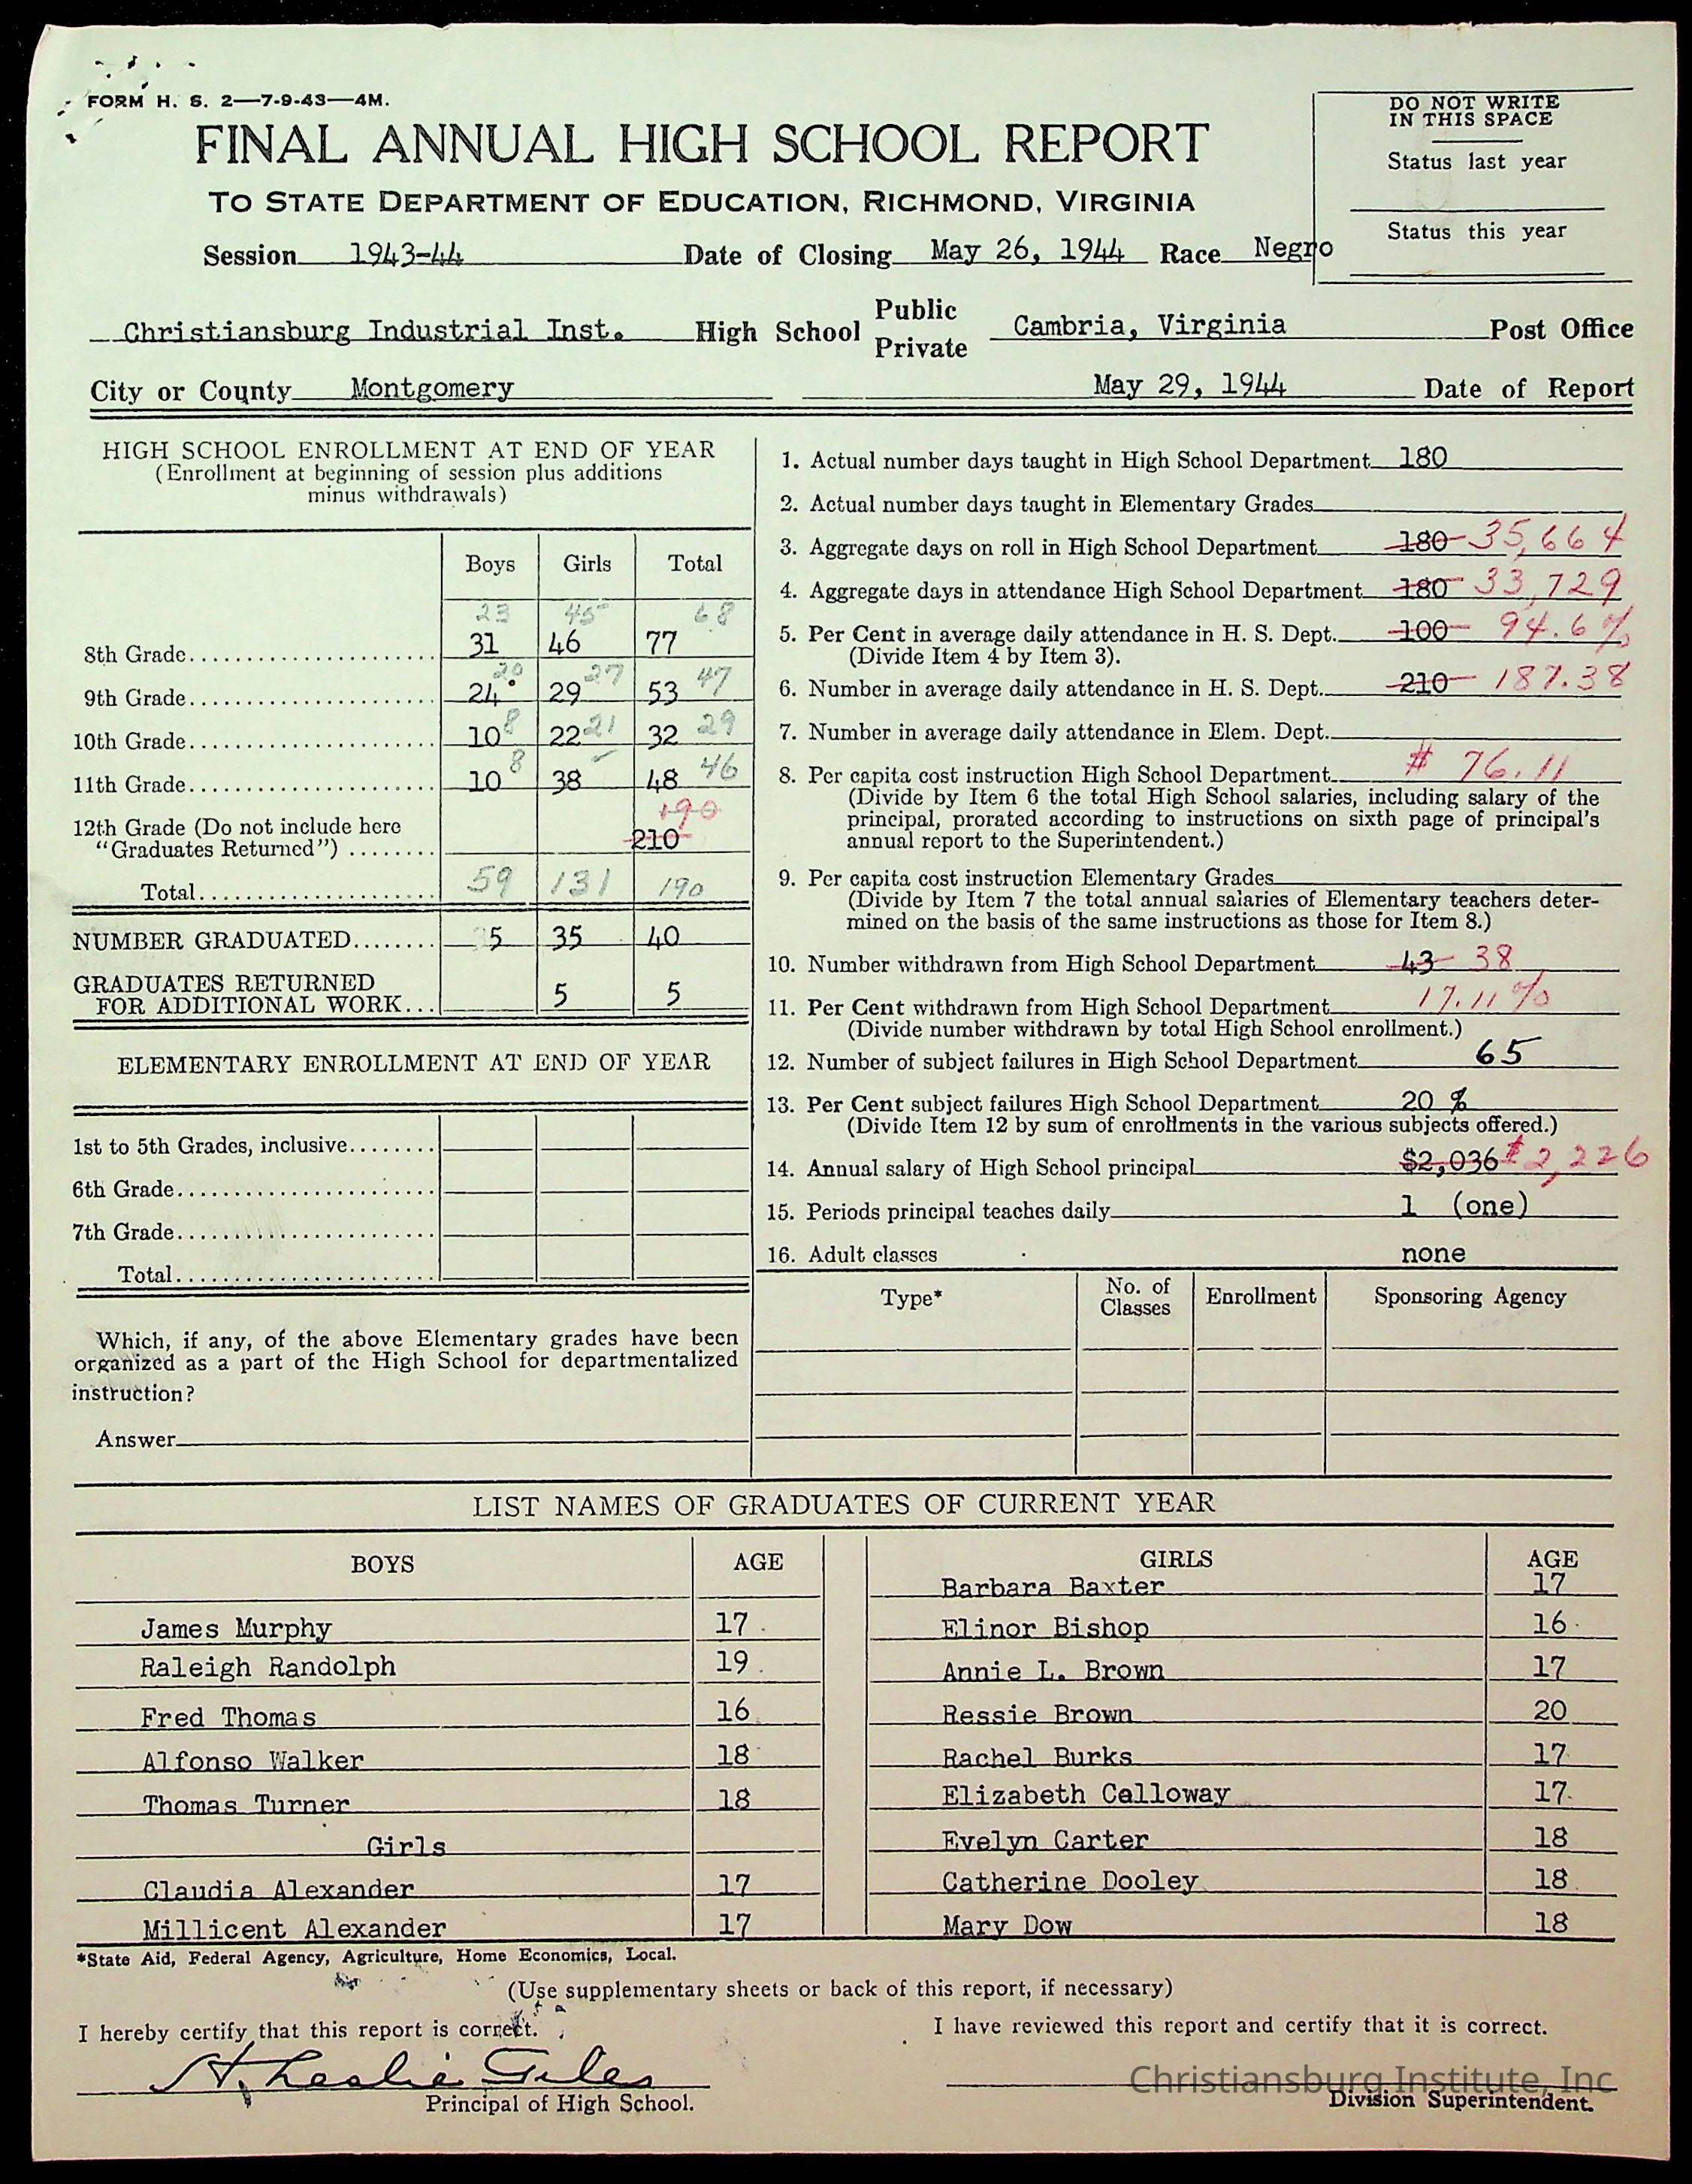 FORM H. S. 2—7-9-43—4M.
DO NOT WRITE
IN THIS SPACE
FINAL ANNUAL HIGH SCHOOL REPORT
Status last year
TO STATE DEPARTMENT OF EDUCATION, RICHMOND, VIRGINIA
Status this year
Session 1943-44 Date of Closing May 26, 1944 Race Negro
Christiansburg Industrial Inst. High School Public Private Cambria, Virginia Post Office
City or County Montgomery May 29, 1944 Date of Report
HIGH SCHOOL ENROLLMENT AT END OF YEAR
(Enrollment at beginning of session plus additions
minus withdrawals)
Boys Girls Total
23 45 68
8th Grade 31 46 77
20 27 47
9th Grade 24 29 53
10th Grade 10 8 22 21 32 29
11th Grade 10 8 38 48 46
12th Grade (Do not include here
"Graduates Returned") 210 190
Total 59 131 190
NUMBER GRADUATED 5 35 40
GRADUATES RETURNED
FOR ADDITIONAL WORK 5 5
ELEMENTARY ENROLLMENT AT END OF YEAR
1st to 5th Grades, inclusive
6th Grade
7th Grade
Total
Which, if any, of the above Elementary grades have been
organized as a part of the High School for departmentalized
instruction?
Answer
1. Actual number days taught in High School Department 180
2. Actual number days taught in Elementary Grades
3. Aggregate days on roll in High School Department 180 35,664
4. Aggregate days in attendance High School Department 180 33,729
5. Per Cent in average daily attendance in H. S. Dept. 100 94.6%
(Divide Item 4 by Item 3).
6. Number in average daily attendance in H. S. Dept. 210 187.38
7. Number in average daily attendance in Elem. Dept.
8. Per capita cost instruction High School Department $ 76.11
(Divide by Item 6 the total High School salaries, including salary of the
principal, prorated according to instructions on sixth page of principal's
annual report to the Superintendent.)
9. Per capita cost instruction Elementary Grades
(Divide by Item 7 the total annual salaries of Elementary teachers deter-
mined on the basis of the same instructions as those for Item 8.)
10. Number withdrawn from High School Department 43 38
11. Per Cent withdrawn from High School Department 17.11%
(Divide number withdrawn by total High School enrollment.)
12. Number of subject failures in High School Department 65
13. Per Cent subject failures High School Department 20 %
(Divide Item 12 by sum of enrollments in the various subjects offered.)
14. Annual salary of High School principal $2,036 $2,226
15. Periods principal teaches daily 1 (one)
16. Adult classes none
Type* No. of Classes Enrollment Sponsoring Agency
LIST NAMES OF GRADUATES OF CURRENT YEAR
BOYS AGE GIRLS AGE
Barbara Baxter 17
James Murphy 17 Elinor Bishop 16
Raleigh Randolph 19 Annie L. Brown 17
Fred Thomas 16 Ressie Brown 20
Alfonso Walker 18 Rachel Burks 17
Thomas Turner 18 Elizabeth Calloway 17
Girls Evelyn Carter 18
Claudia Alexander 17 Catherine Dooley 18
Millicent Alexander 17 Mary Dow 18
*State Aid, Federal Agency, Agriculture, Home Economics, Local.
(Use supplementary sheets or back of this report, if necessary)
I hereby certify that this report is correct. I have reviewed this report and certify that it is correct.
H. Leslie Giles
Christiansburg Institute, Inc
Principal of High School. Division Superintendent.